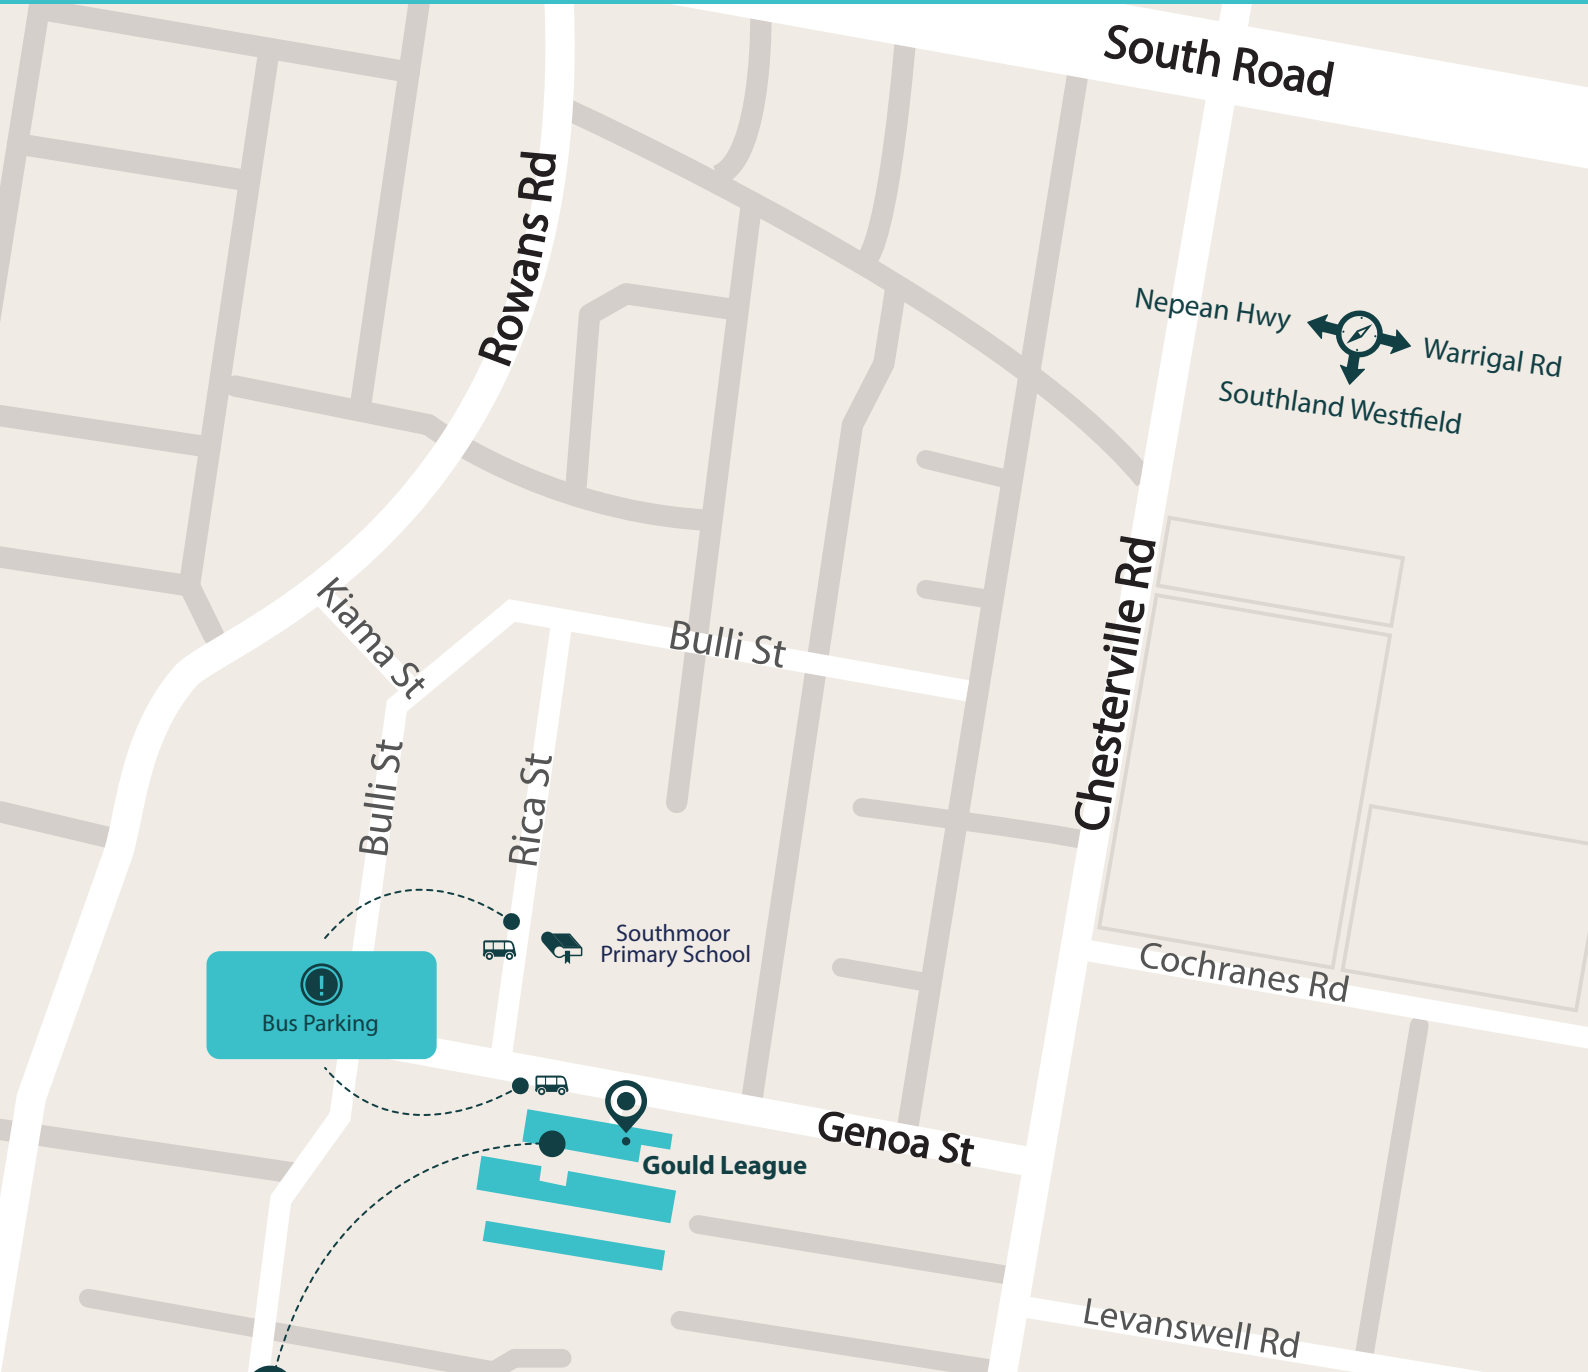 South Road
Rowans Rd
Nepean Hwy
Warrigal Rd
Southland Westfield
Chesterville Rd
Kiama St
Bulli St
Bulli St
Rica St
Southmoor
Primary School
Cochranes Rd
!
Bus Parking
Genoa St
Gould League
Levanswell Rd